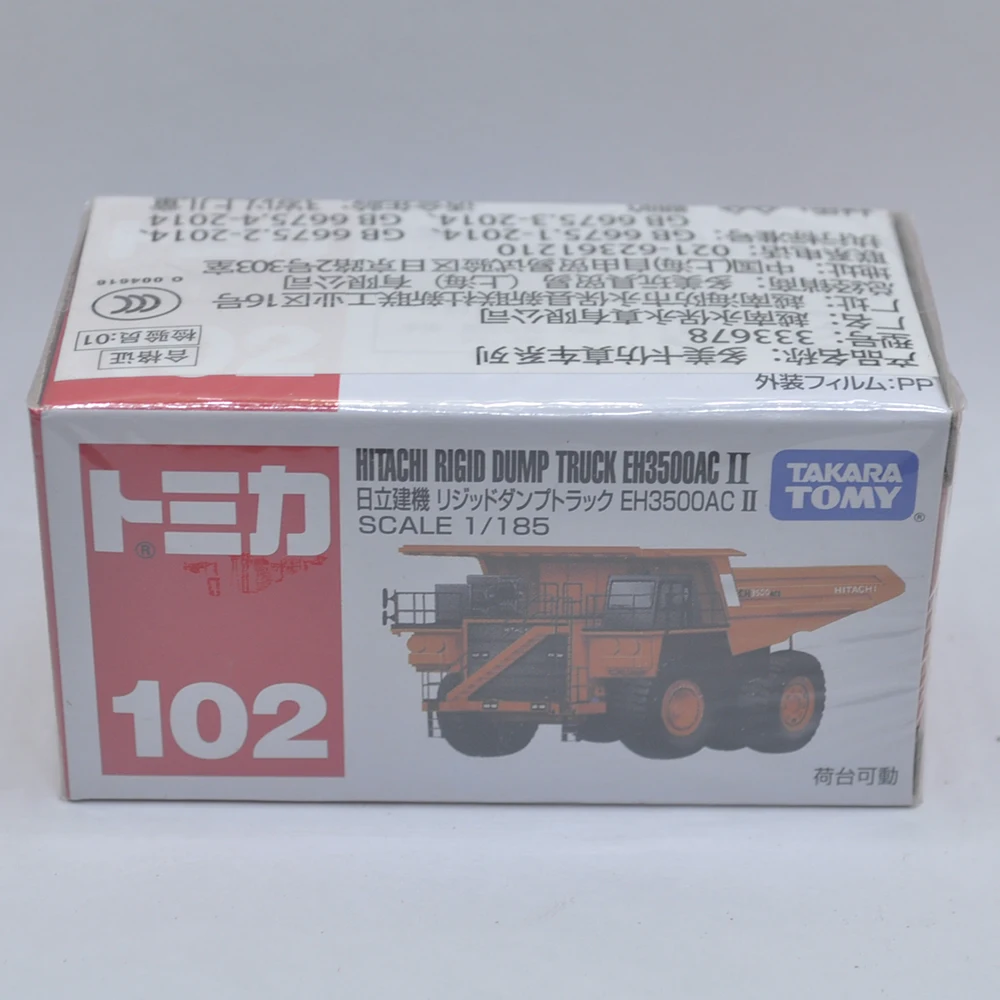 产品名称：多美卡仿真车系列
型号：333678
厂名：越南永保永真有限公司
厂址：越南海防市永保县新联社新联工业区16号
总经销商：多美玩具贸易（上海）有限公司
地址：中国(上海)自由贸易试验区日京路2号303室
联系电话：021-62361210
执行标准号：GB 6675.1-2014、GB 6675.2-2014、
GB 6675.3-2014、GB 6675.4-2014
合格证
检验员:01
CCC
0004616
外装フィルム:PP
トミカ®
102
HITACHI RIGID DUMP TRUCK EH3500AC II
日立建機 リジッドダンプトラック EH3500AC II
SCALE 1/185
TAKARA
TOMY®
HITACHI
荷台可動